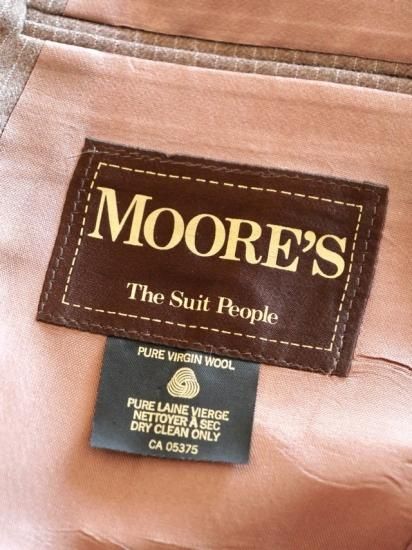 MOORE'S
The Suit People
PURE VIRGIN WOOL
PURE LAINE VIERGE
NETTOYER À SEC
DRY CLEAN ONLY
CA 05375